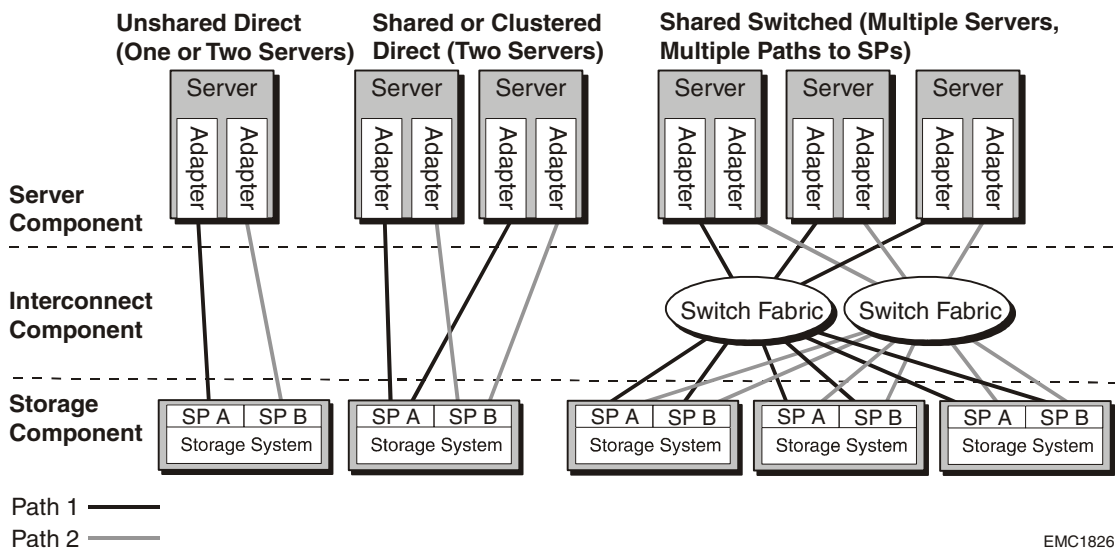 Unshared Direct
(One or Two Servers)
Shared or Clustered
Direct (Two Servers)
Shared Switched (Multiple Servers,
Multiple Paths to SPs)
Server
Server
Server
Server
Server
Server
Adapter
Adapter
Adapter
Adapter
Adapter
Adapter
Adapter
Adapter
Adapter
Adapter
Adapter
Adapter
Server
Component
Interconnect
Component
Switch Fabric
Switch Fabric
Storage
Component
SP A
SP B
Storage System
SP A
SP B
Storage System
SP A
SP B
Storage System
SP A
SP B
Storage System
SP A
SP B
Storage System
Path 1
Path 2
EMC1826